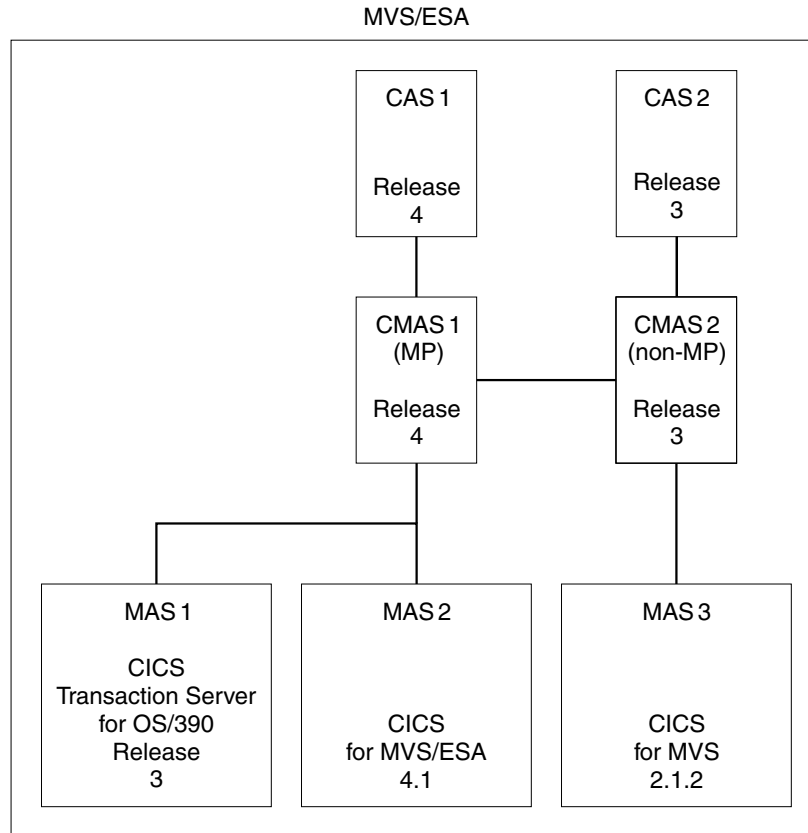 MVS/ESA
CAS 1
Release
4
CAS 2
Release
3
CMAS 1
(MP)
Release
4
CMAS 2
(non-MP)
Release
3
MAS 1
CICS
Transaction Server
for OS/390
Release
3
MAS 2
CICS
for MVS/ESA
4.1
MAS 3
CICS
for MVS
2.1.2